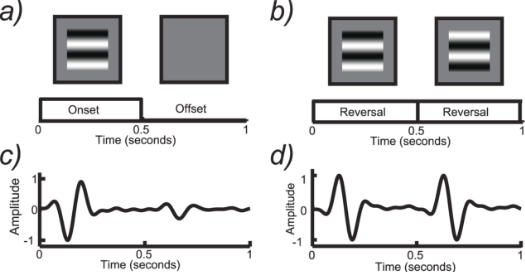 a)
b)
Onset
Offset
0
0.5
1
Time (seconds)
Reversal
Reversal
0
0.5
1
Time (seconds)
c)
d)
Amplitude
1
0
-1
0
0.5
1
Time (seconds)
Amplitude
1
0
-1
0
0.5
1
Time (seconds)